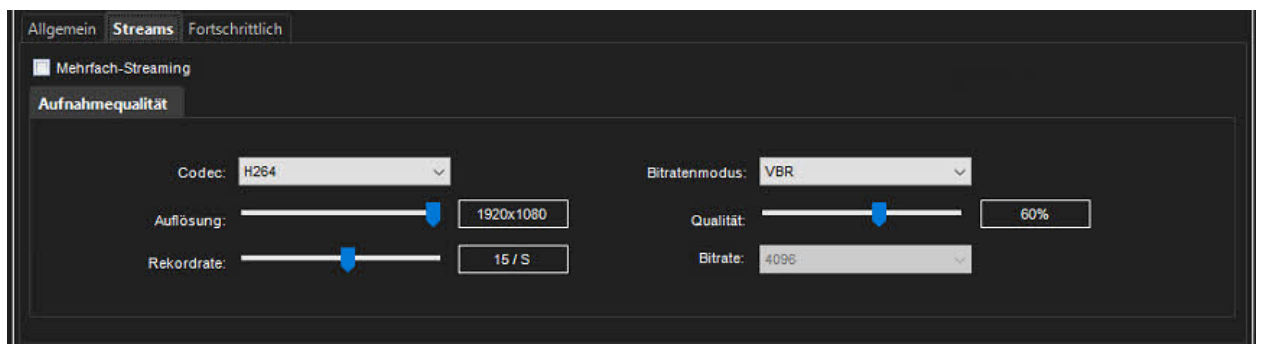 Allgemein Streams Fortschrittlich
Mehrfach-Streaming
Aufnahmequalität
Codec: H264 Bitratenmodus: VBR
Auflösung: 1920x1080 Qualität: 60%
Rekordrate: 15 / S Bitrate: 4096